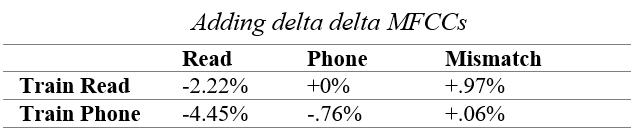 Adding delta delta MFCCs
Read Phone Mismatch
Train Read -2.22% +0% +.97%
Train Phone -4.45% -.76% +.06%